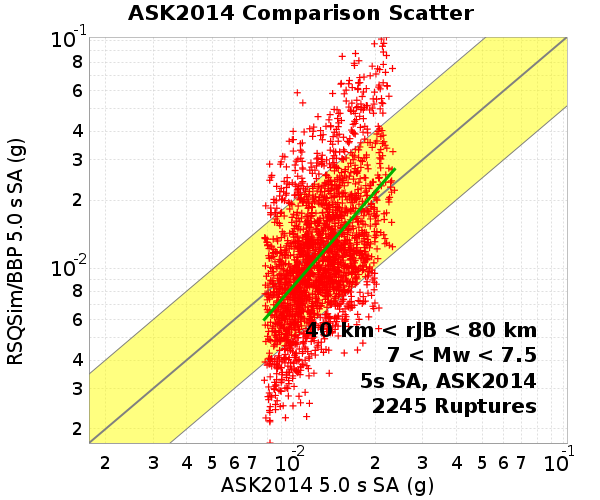 ASK2014 Comparison Scatter
10-1
8
6
4
3
2
10-2
8
6
4
3
2
RSQSim/BBP 5.0 s SA (g)
40 km < rJB < 80 km
7 < Mw < 7.5
5s SA, ASK2014
2245 Ruptures
2 3 4 5 6 7 10-2 2 3 4 5 6 7 10-1
ASK2014 5.0 s SA (g)